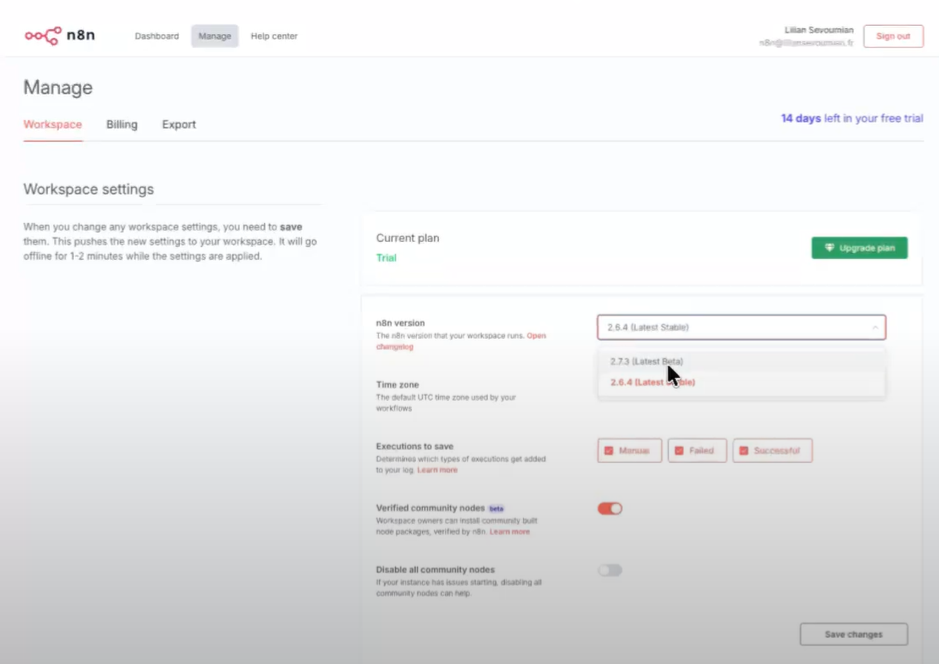 n8n
Dashboard
Manage
Help center
Lilian Sevoumian
Sign out
Manage
Workspace
Billing
Export
14 days left in your free trial
Workspace settings
When you change any workspace settings, you need to save
them. This pushes the new settings to your workspace. It will go
offline for 1-2 minutes while the settings are applied.
Current plan
Trial
Upgrade plan
n8n version
The n8n version that your workspace runs. Open
changelog
2.6.4 (Latest Stable)
2.7.3 (Latest Beta)
2.6.4 (Latest
Time zone
The default UTC time zone used by your
workflows
Executions to save
Determines which types of executions get added
to your log. Learn more
Manual
Failed
Successful
Verified community nodes beta
Workspace owners can install community built
node packages, verified by n8n. Learn more
Disable all community nodes
If your instance has issues starting, disabling all
community nodes can help.
Save changes